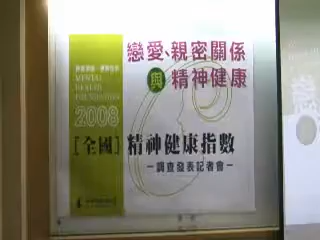 戀愛、親密關係
與 精神健康
MENTAL
HEALTH
FOUNDATION
2008
[全國] 精神健康指數
－調查發表記者會－